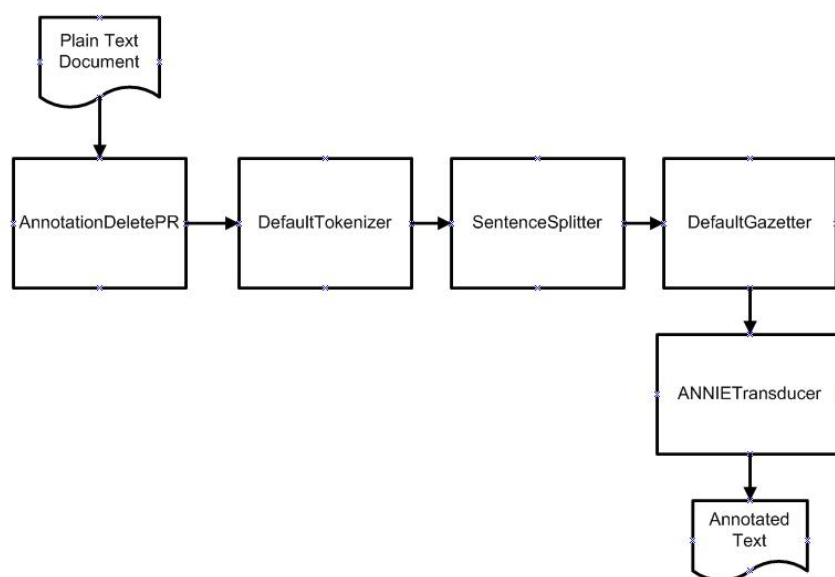 Plain Text
Document
AnnotationDeletePR
DefaultTokenizer
SentenceSplitter
DefaultGazetter
ANNIETransducer
Annotated
Text